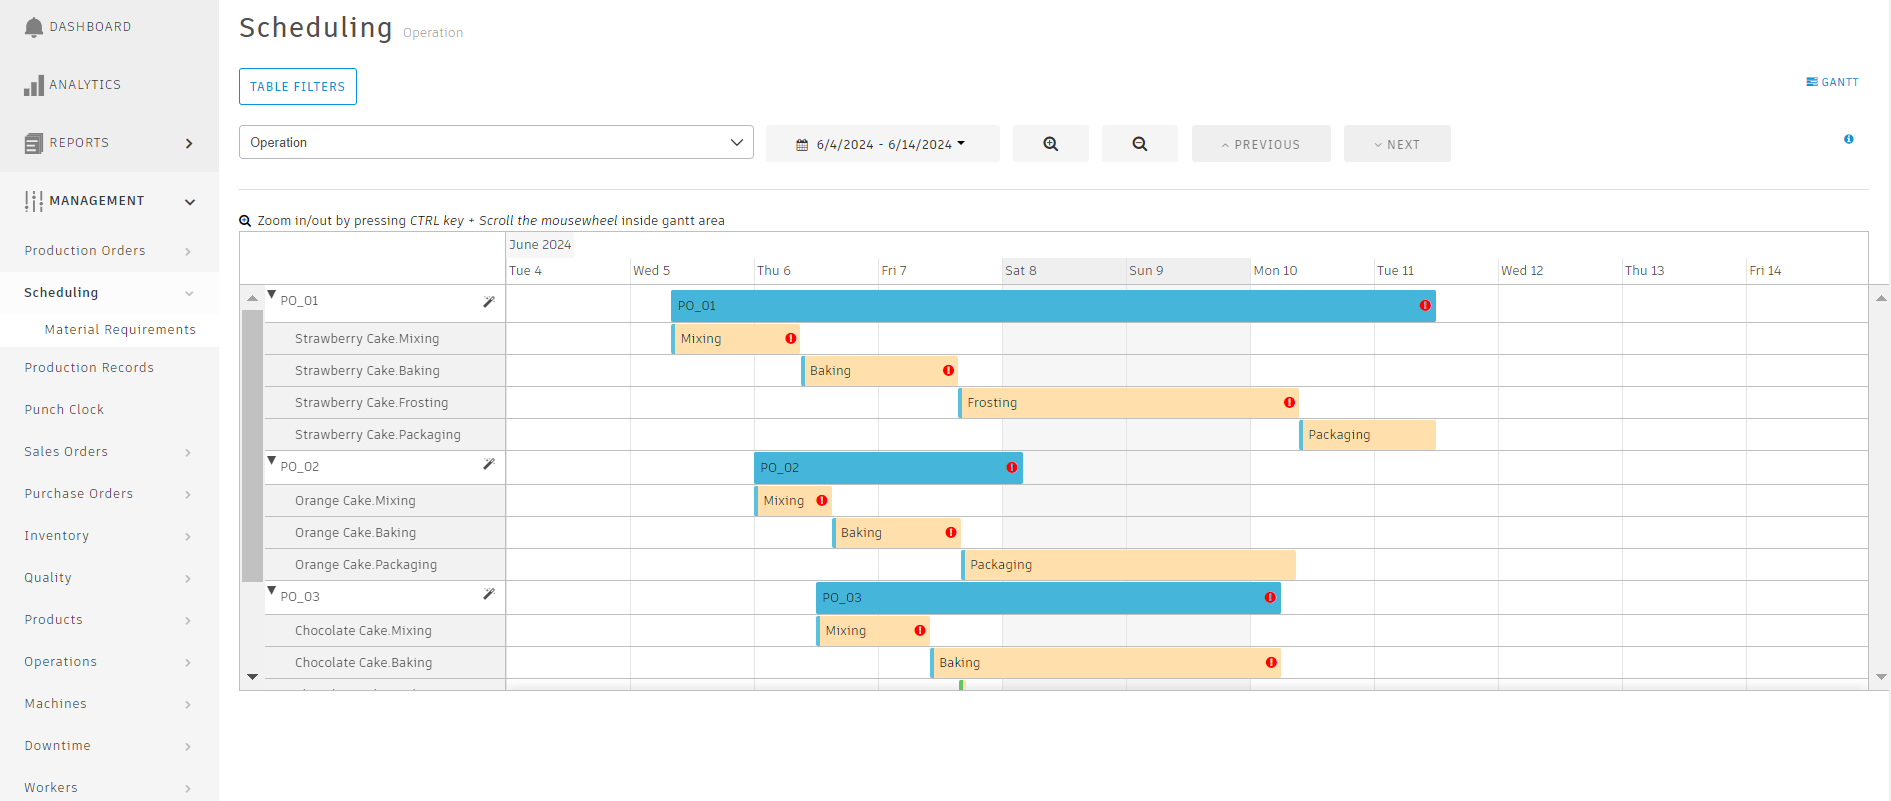 DASHBOARD
ANALYTICS
REPORTS
MANAGEMENT
Production Orders
Scheduling
Material Requirements
Production Records
Punch Clock
Sales Orders
Purchase Orders
Inventory
Quality
Products
Operations
Machines
Downtime
Workers
Scheduling Operation
TABLE FILTERS
GANTT
Operation
6/4/2024 - 6/14/2024
PREVIOUS
NEXT
Zoom in/out by pressing CTRL key + Scroll the mousewheel inside gantt area
June 2024
Tue 4 Wed 5 Thu 6 Fri 7 Sat 8 Sun 9 Mon 10 Tue 11 Wed 12 Thu 13 Fri 14
PO_01 PO_01
Strawberry Cake.Mixing Mixing
Strawberry Cake.Baking Baking
Strawberry Cake.Frosting Frosting
Strawberry Cake.Packaging Packaging
PO_02 PO_02
Orange Cake.Mixing Mixing
Orange Cake.Baking Baking
Orange Cake.Packaging Packaging
PO_03 PO_03
Chocolate Cake.Mixing Mixing
Chocolate Cake.Baking Baking